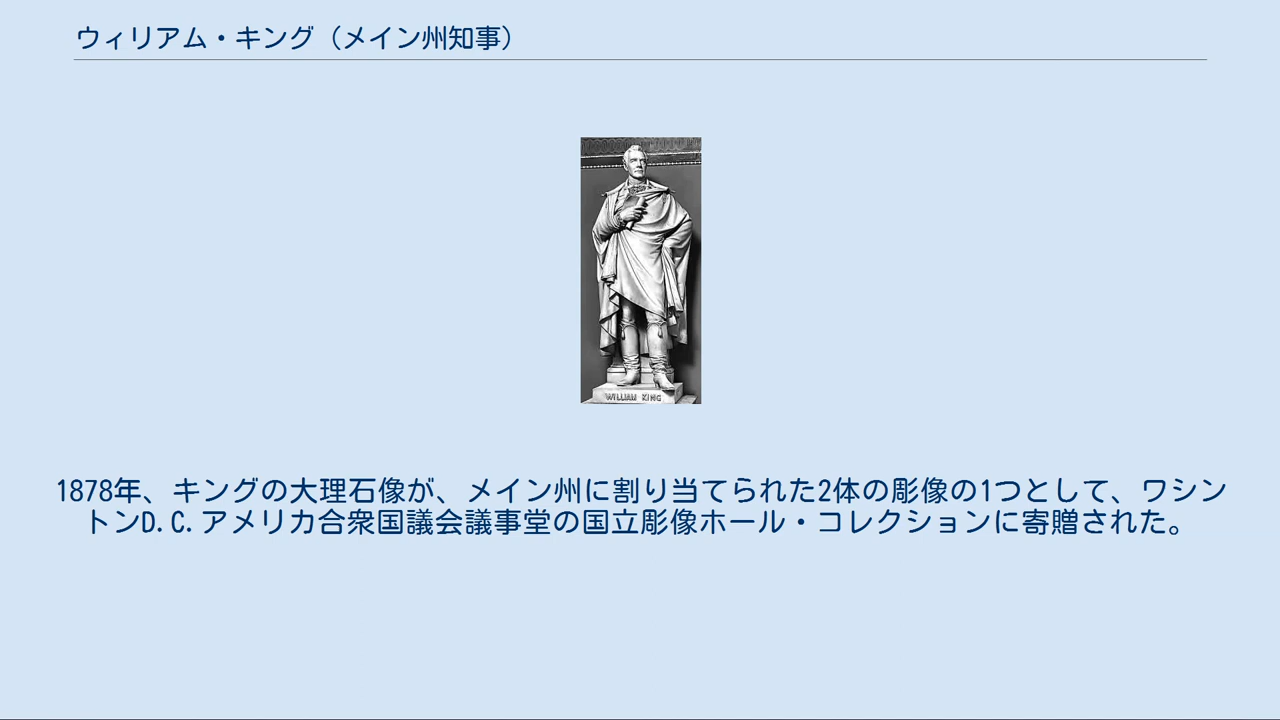 ウィリアム・キング（メイン州知事）
WILLIAM KING
1878年、キングの大理石像が、メイン州に割り当てられた2体の彫像の1つとして、ワシン
トンD.C.アメリカ合衆国議会議事堂の国立彫像ホール・コレクションに寄贈された。